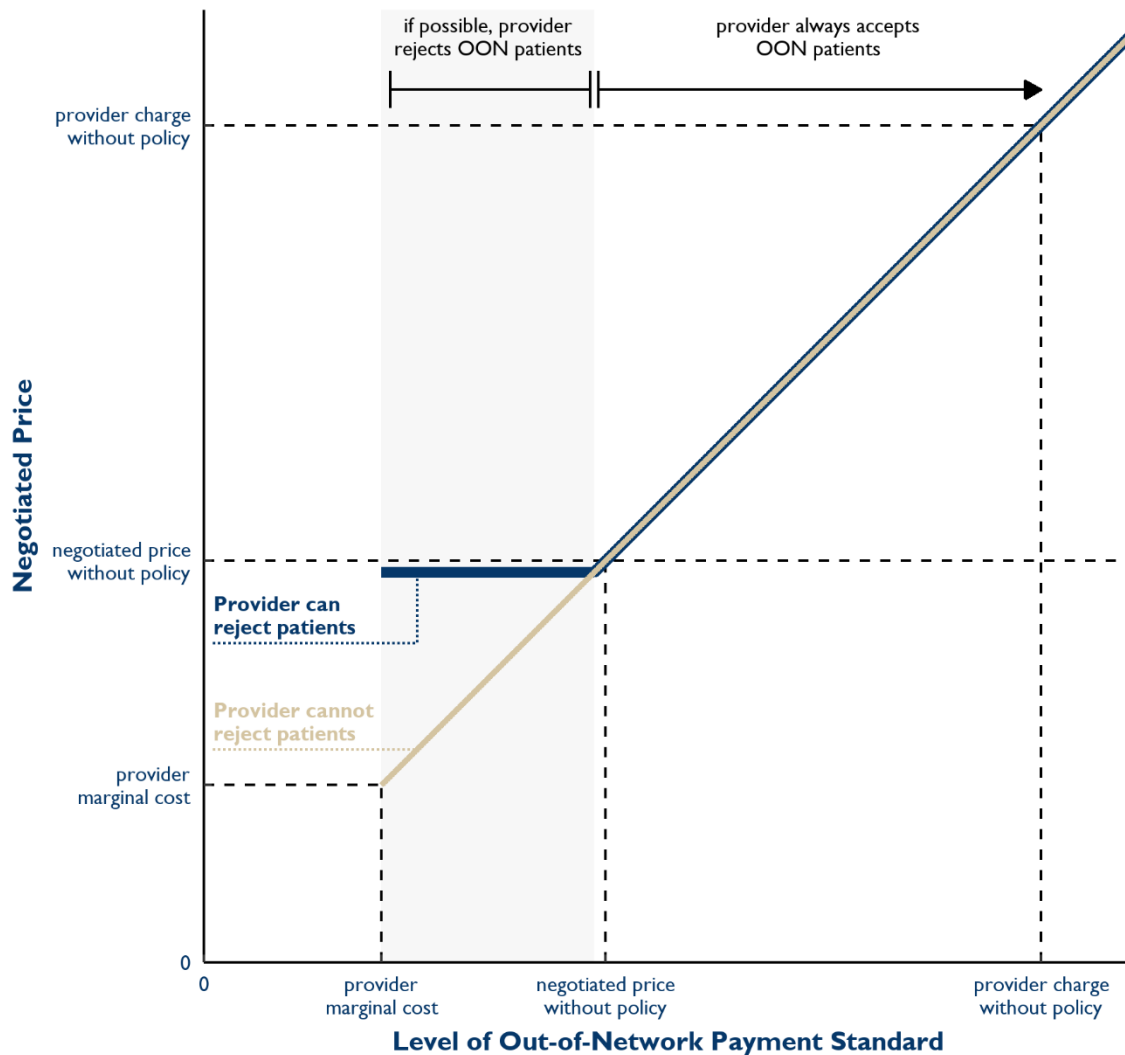 if possible, provider
rejects OON patients
provider always accepts
OON patients
provider charge
without policy
Negotiated Price
negotiated price
without policy
Provider can
reject patients
Provider cannot
reject patients
provider
marginal cost
0
0
provider
marginal cost
negotiated price
without policy
provider charge
without policy
Level of Out-of-Network Payment Standard